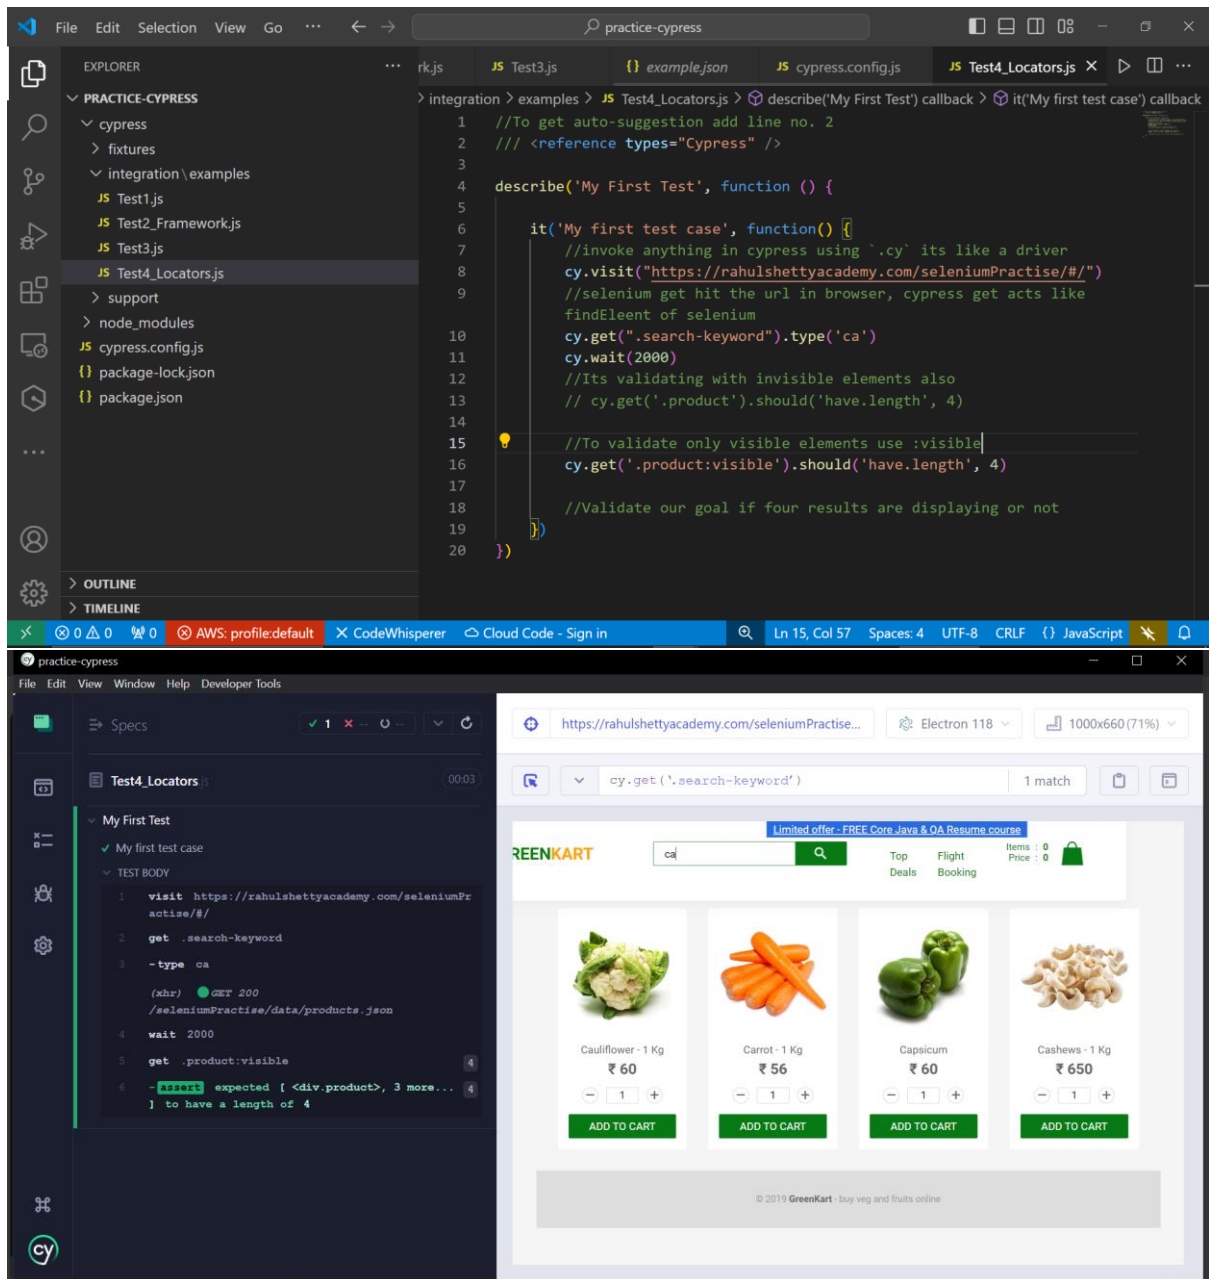 File Edit Selection View Go ··· ← → practice-cypress
EXPLORER ···
PRACTICE-CYPRESS
cypress
fixtures
integration \ examples
JS Test1.js
JS Test2_Framework.js
JS Test3.js
JS Test4_Locators.js
support
node_modules
JS cypress.config.js
{} package-lock.json
{} package.json
OUTLINE
TIMELINE
rk.js JS Test3.js {} example.json JS cypress.config.js JS Test4_Locators.js
> integration > examples > JS Test4_Locators.js > describe('My First Test') callback > it('My first test case') callback
1 //To get auto-suggestion add line no. 2
2 /// <reference types="Cypress" />
3
4 describe('My First Test', function () {
5
6 it('My first test case', function() {
7 //invoke anything in cypress using `.cy` its like a driver
8 cy.visit("https://rahulshettyacademy.com/seleniumPractise/#/")
9 //selenium get hit the url in browser, cypress get acts like
findEleent of selenium
10 cy.get(".search-keyword").type('ca')
11 cy.wait(2000)
12 //Its validating with invisible elements also
13 // cy.get('.product').should('have.length', 4)
14
15 //To validate only visible elements use :visible
16 cy.get('.product:visible').should('have.length', 4)
17
18 //Validate our goal if four results are displaying or not
19 })
20 })
0 0 0 AWS: profile:default CodeWhisperer Cloud Code - Sign in Ln 15, Col 57 Spaces: 4 UTF-8 CRLF {} JavaScript
cy practice-cypress
File Edit View Window Help Developer Tools
Specs 1 -- --
Test4_Locators.js 00:03
My First Test
My first test case
TEST BODY
1 visit https://rahulshettyacademy.com/seleniumPr
actise/#/
2 get .search-keyword
3 -type ca
(xhr) GET 200
/seleniumPractise/data/products.json
4 wait 2000
5 get .product:visible 4
6 -assert expected [ <div.product>, 3 more... 4
] to have a length of 4
cy
https://rahulshettyacademy.com/seleniumPractise... Electron 118 1000x660 (71%)
cy.get('.search-keyword') 1 match
Limited offer - FREE Core Java & QA Resume course
REENKART ca
Top Deals
Flight Booking
Items : 0
Price : 0
Cauliflower - 1 Kg Carrot - 1 Kg Capsicum Cashews - 1 Kg
₹ 60 ₹ 56 ₹ 60 ₹ 650
– 1 + – 1 + – 1 + – 1 +
ADD TO CART ADD TO CART ADD TO CART ADD TO CART
© 2019 GreenKart - buy veg and fruits online